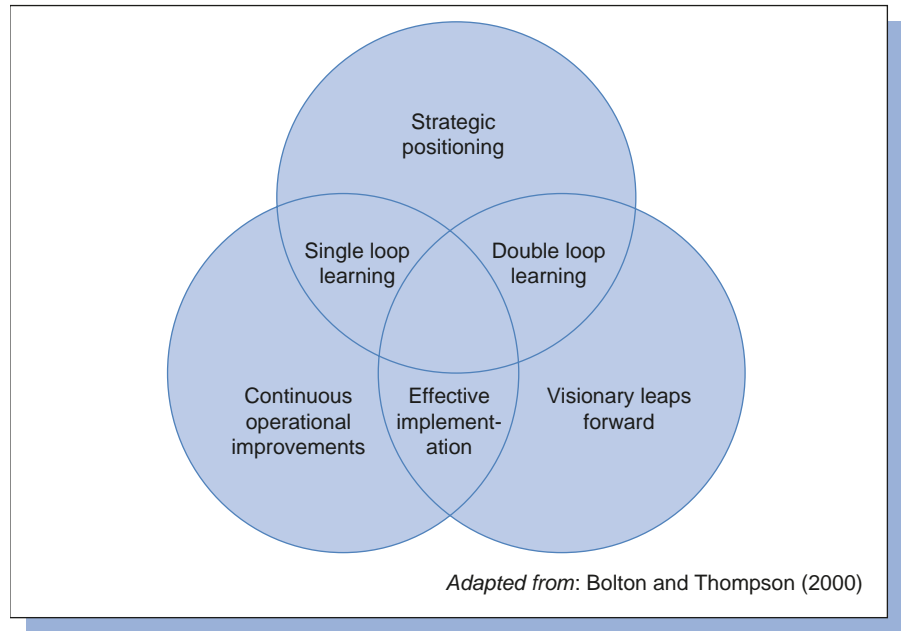 Strategic
positioning
Single loop
learning
Double loop
learning
Continuous
operational
improvements
Effective
implement-
ation
Visionary leaps
forward
Adapted from: Bolton and Thompson (2000)